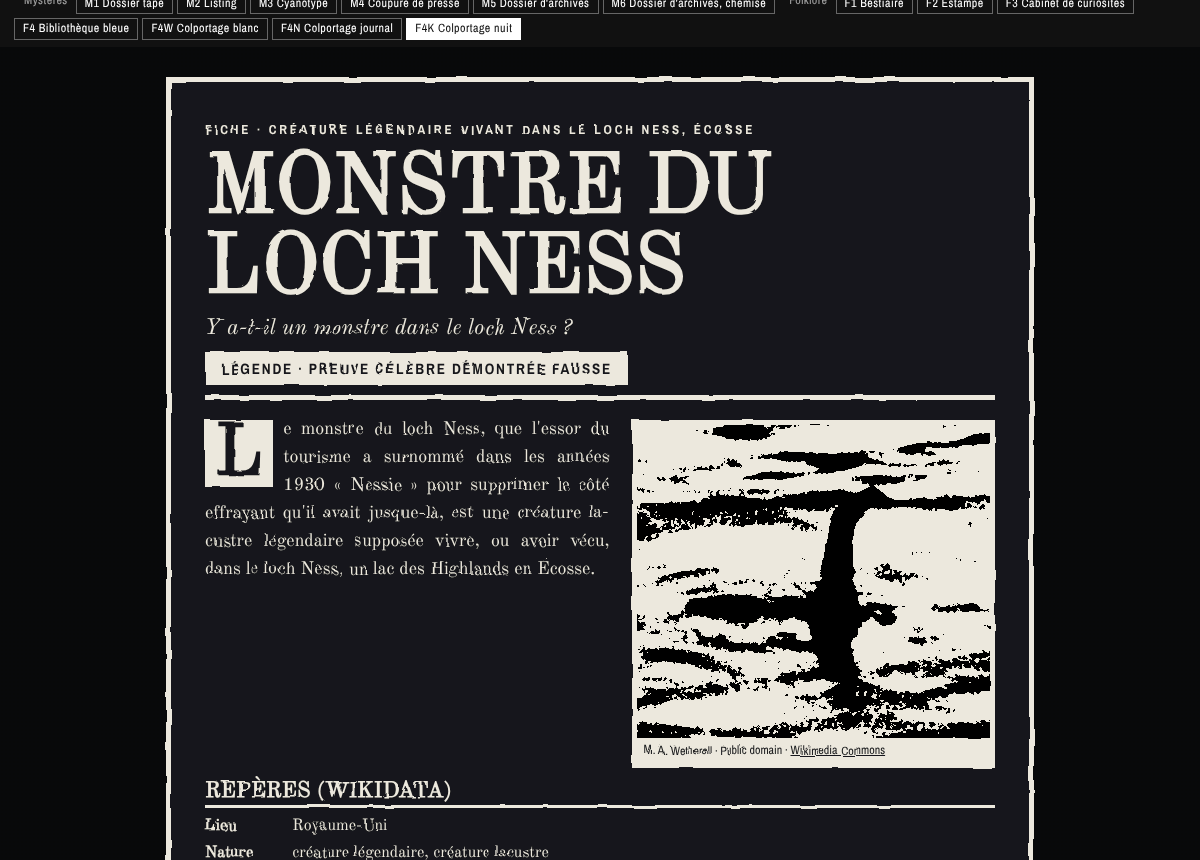 Mystères M1 Dossier tapé M2 Listing M3 Cyanotype M4 Coupure de presse M5 Dossier d'archives M6 Dossier d'archives, chemise Folklore F1 Bestiaire F2 Estampe F3 Cabinet de curiosités
F4 Bibliothèque bleue F4W Colportage blanc F4N Colportage journal F4K Colportage nuit
FICHE · CRÉATURE LÉGENDAIRE VIVANT DANS LE LOCH NESS, ÉCOSSE
MONSTRE DU
LOCH NESS
Y a-t-il un monstre dans le loch Ness ?
LÉGENDE · PREUVE CÉLÈBRE DÉMONTRÉE FAUSSE
Le monstre du loch Ness, que l'essor du
tourisme a surnommé dans les années
1930 « Nessie » pour supprimer le côté
effrayant qu'il avait jusque-là, est une créature la-
custre légendaire supposée vivre, ou avoir vécu,
dans le loch Ness, un lac des Highlands en Écosse.
M. A. Wetherall · Public domain · Wikimedia Commons
REPÈRES (WIKIDATA)
Lieu Royaume-Uni
Nature créature légendaire, créature lacustre